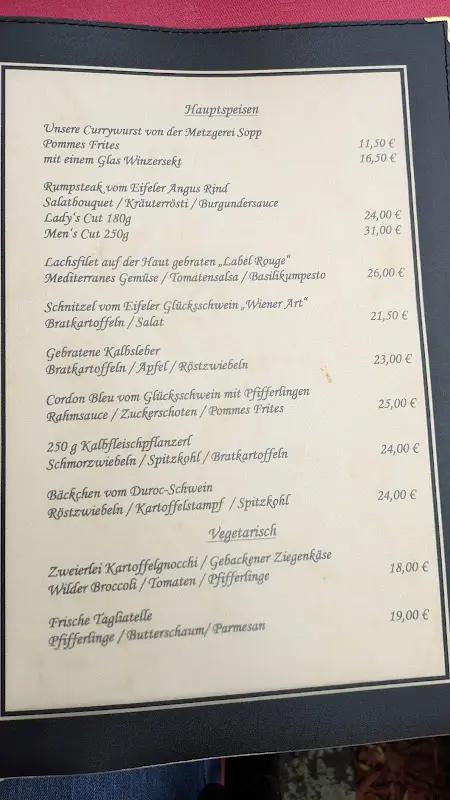 Hauptspeisen
Unsere Currywurst von der Metzgerei Sopp
Pommes Frites 11,50 €
mit einem Glas Winzersekt 16,50 €
Rumpsteak vom Eifeler Angus Rind
Salatbouquet / Kräuterrösti / Burgundersauce
Lady's Cut 180g 24,00 €
Men's Cut 250g 31,00 €
Lachsfilet auf der Haut gebraten „Label Rouge“
Mediterranes Gemüse / Tomatensalsa / Basilikumpesto 26,00 €
Schnitzel vom Eifeler Glücksschwein „Wiener Art“
Bratkartoffeln / Salat 21,50 €
Gebratene Kalbsleber
Bratkartoffeln / Apfel / Röstzwiebeln 23,00 €
Cordon Bleu vom Glücksschwein mit Pfifferlingen
Rahmsauce / Zuckerschoten / Pommes Frites 25,00 €
250 g Kalbfleischpflanzerl
Schmorzwiebeln / Spitzkohl / Bratkartoffeln 24,00 €
Bäckchen vom Duroc-Schwein
Röstzwiebeln / Kartoffelstampf / Spitzkohl 24,00 €
Vegetarisch
Zweierlei Kartoffelgnocchi / Gebackener Ziegenkäse
Wilder Broccoli / Tomaten / Pfifferlinge 18,00 €
Frische Tagliatelle
Pfifferlinge / Butterschaum/ Parmesan 19,00 €